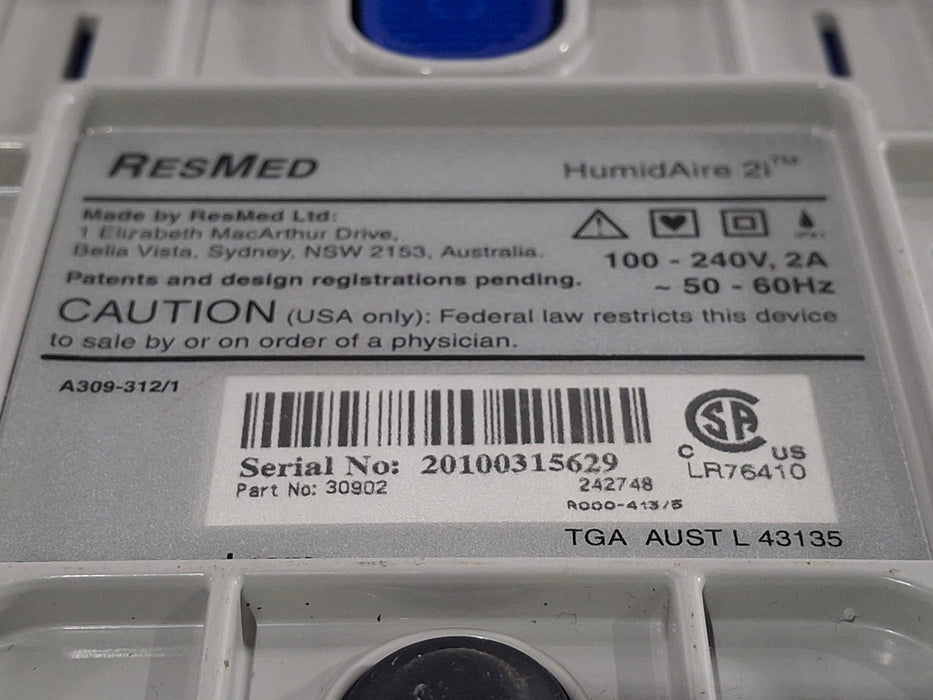 RESMED
HumidAire 2i™
Made by ResMed Ltd:
1 Elizabeth MacArthur Drive,
Bella Vista, Sydney, NSW 2153, Australia.
Patents and design registrations pending.
100 - 240V, 2A
~ 50 - 60Hz
CAUTION (USA only): Federal law restricts this device
to sale by or on order of a physician.
A309-312/1
Serial No: 20100315629
Part No: 30902
242748
R000-413/5
CSA
C US
LR76410
TGA AUST L 43135